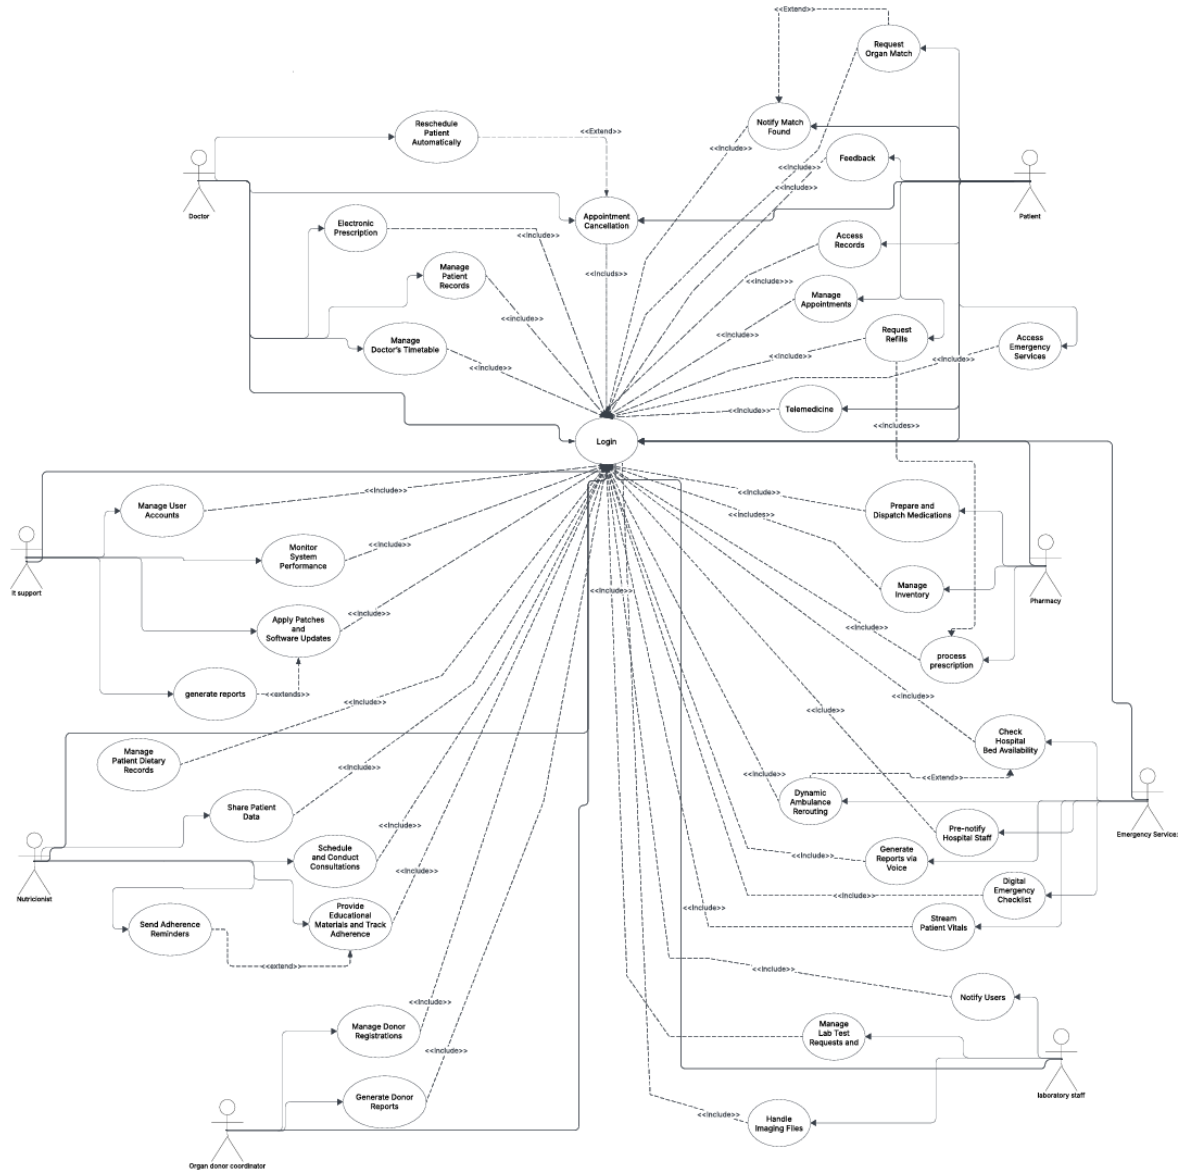 <<Extend>>
Request
Organ Match
Notify Match
Found
<<Include>>
<<Include>>
<<Include>>
Feedback
Reschedule
Patient
Automatically
<<Extend>>
Doctor
Patient
Appointment
Cancellation
Electronic
Prescription
<<Include>>
Access
Records
Manage
Patient
Records
<<Includs>>
<<Include>>>
Manage
Appointments
<<Include>>
Manage
Doctor's Timetable
<<Include>>
<<Include>>
<<Include>>
Request
Refills
<<Include>>
Access
Emergency
Services
<<Include>>
Telemedicine
<<Includes>>
Login
Manage User
Accounts
<<Include>>
<<Include>>
Prepare and
Dispatch Medications
<<Includes>>
It support
Monitor
System
Performance
<<Include>>
Manage
Inventory
Pharmacy
<<Include>>
Apply Patches
and
Software Updates
<<Include>>
<<Include>>
process
prescription
generate reports
<<extends>>
<<Include>>
<<Include>>
<<Include>>
Check
Hospital
Bed Availability
Manage
Patient Dietary
Records
<<Include>>
<<Include>>
<<Extend>>
Dynamic
Ambulance
Rerouting
Share Patient
Data
Pre-notify
Hospital Staff
Emergency Service:
Schedule
and Conduct
Consultations
<<Include>>
<<Include>>
Generate
Reports via
Voice
Nutricionist
<<Include>>
Digital
Emergency
Checklist
Send Adherence
Reminders
Provide
Educational
Materials and Track
Adherence
<<Include>>
Stream
Patient Vitals
<<extend>>
<<Include>>
Notify Users
<<Include>>
Manage Donor
Registrations
Manage
Lab Test
Requests and
<<Include>>
laboratory staff
Generate Donor
Reports
<<Include>>
Handle
Imaging Files
Organ donor coordinator